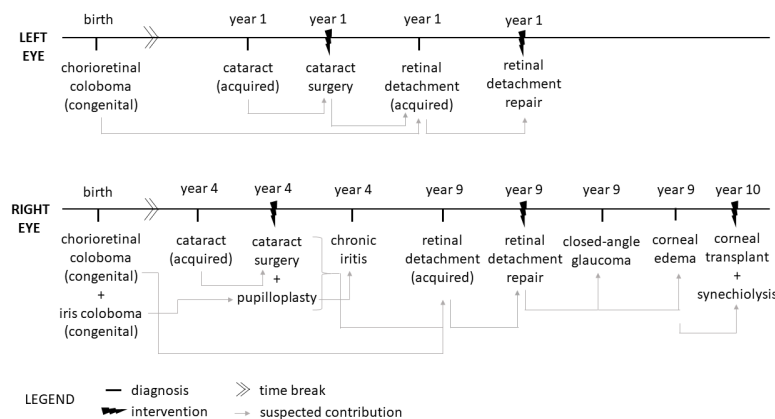 birth year 1 year 1 year 1 year 1
LEFT
EYE
chorioretinal
coloboma
(congenital)
cataract
(acquired)
cataract
surgery
retinal
detachment
(acquired)
retinal
detachment
repair
birth year 4 year 4 year 4 year 9 year 9 year 9 year 9 year 10
RIGHT
EYE
chorioretinal
coloboma
(congenital)
+
iris coloboma
(congenital)
cataract
(acquired)
cataract
surgery
+
pupilloplasty
chronic
iritis
retinal
detachment
(acquired)
retinal
detachment
repair
closed-angle
glaucoma
corneal
edema
corneal
transplant
+
synechiolysis
LEGEND
diagnosis
time break
intervention
suspected contribution